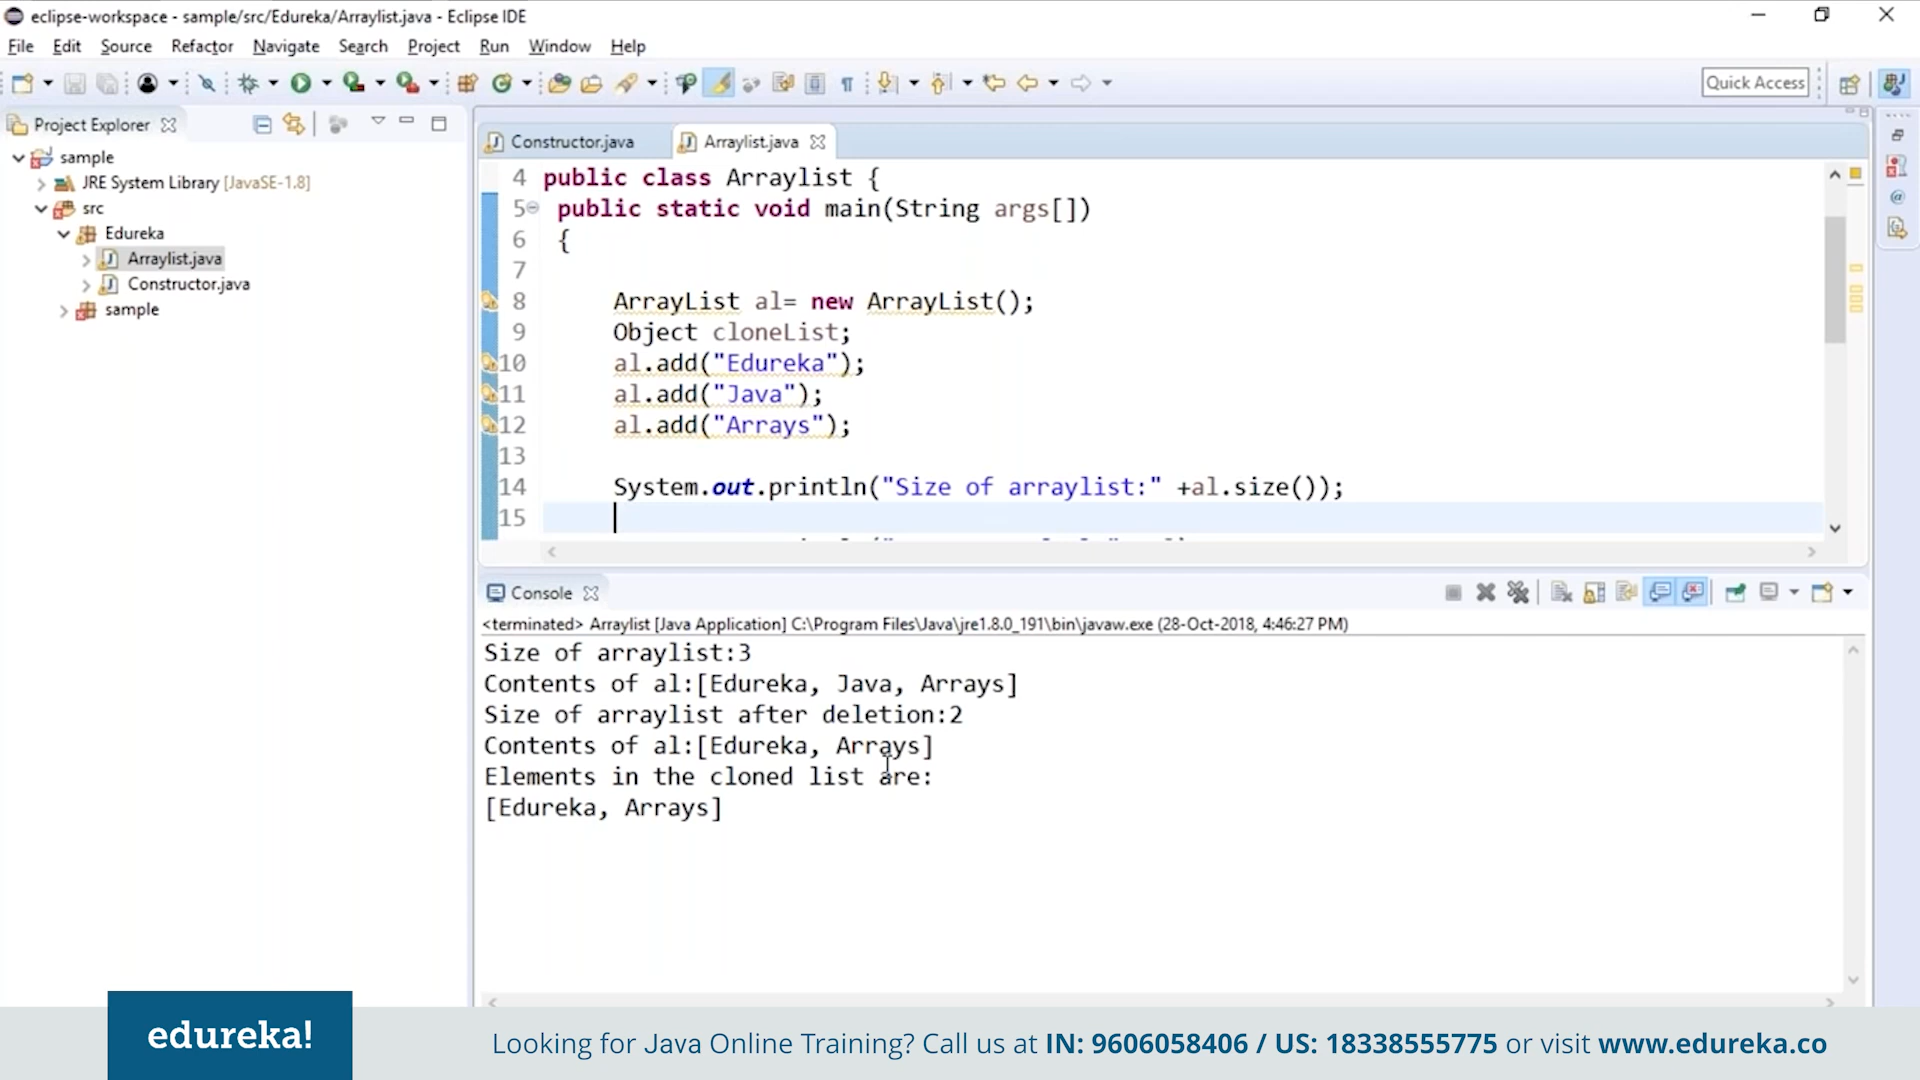 eclipse-workspace - sample/src/Edureka/Arraylist.java - Eclipse IDE
File Edit Source Refactor Navigate Search Project Run Window Help
Quick Access
Project Explorer
sample
JRE System Library [JavaSE-1.8]
src
Edureka
Arraylist.java
Constructor.java
sample
Constructor.java Arraylist.java
4 public class Arraylist {
5 public static void main(String args[])
6 {
7
8 ArrayList al= new ArrayList();
9 Object cloneList;
10 al.add("Edureka");
11 al.add("Java");
12 al.add("Arrays");
13
14 System.out.println("Size of arraylist:" +al.size());
15
Console
<terminated> Arraylist [Java Application] C:\Program Files\Java\jre1.8.0_191\bin\javaw.exe (28-Oct-2018, 4:46:27 PM)
Size of arraylist:3
Contents of al:[Edureka, Java, Arrays]
Size of arraylist after deletion:2
Contents of al:[Edureka, Arrays]
Elements in the cloned list are:
[Edureka, Arrays]
edureka!
Looking for Java Online Training? Call us at IN: 9606058406 / US: 18338555775 or visit www.edureka.co